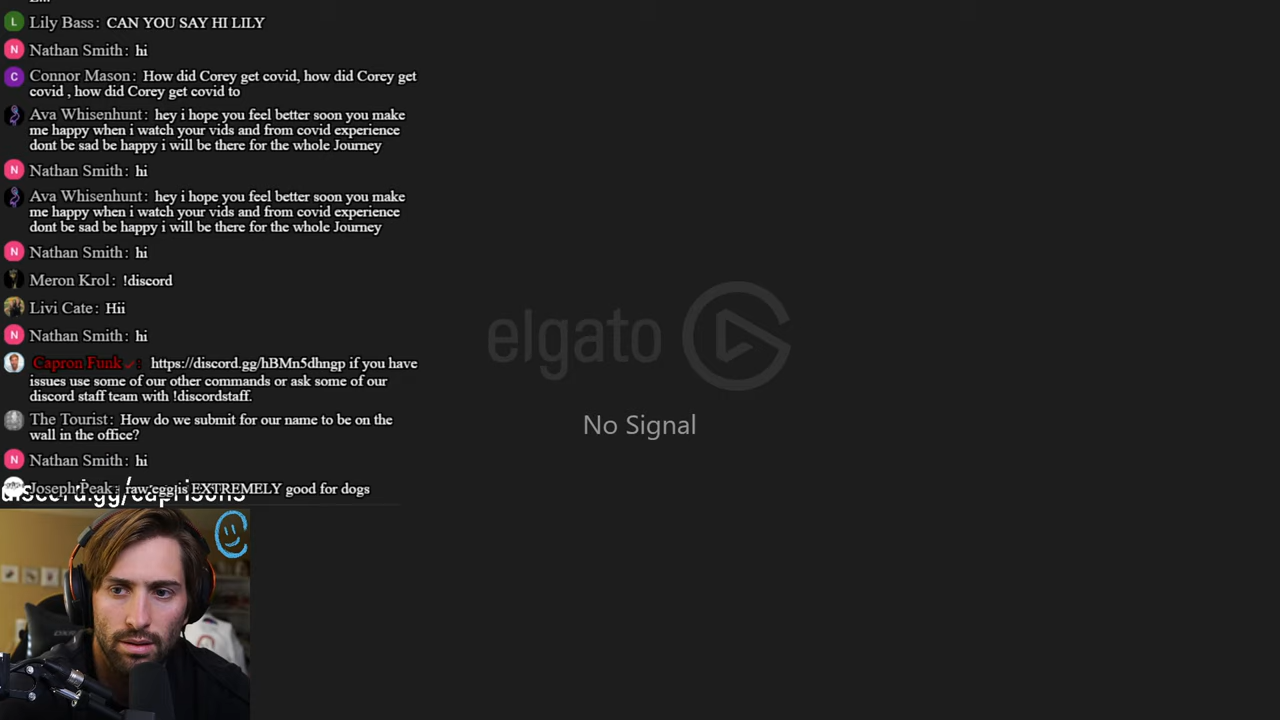 Lily Bass: CAN YOU SAY HI LILY
Nathan Smith: hi
Connor Mason: How did Corey get covid, how did Corey get
covid , how did Corey get covid to
Ava Whisenhunt: hey i hope you feel better soon you make
me happy when i watch your vids and from covid experience
dont be sad be happy i will be there for the whole Journey
Nathan Smith: hi
Ava Whisenhunt: hey i hope you feel better soon you make
me happy when i watch your vids and from covid experience
dont be sad be happy i will be there for the whole Journey
Nathan Smith: hi
Meron Krol: !discord
Livi Cate: Hii
Nathan Smith: hi
Capron Funk: https://discord.gg/hBMn5dhngp if you have
issues use some of our other commands or ask some of our
discord staff team with !discordstaff.
The Tourist: How do we submit for our name to be on the
wall in the office?
Nathan Smith: hi
Joseph Peak: raw egg is EXTREMELY good for dogs
discord.gg/caprisons
elgato
No Signal